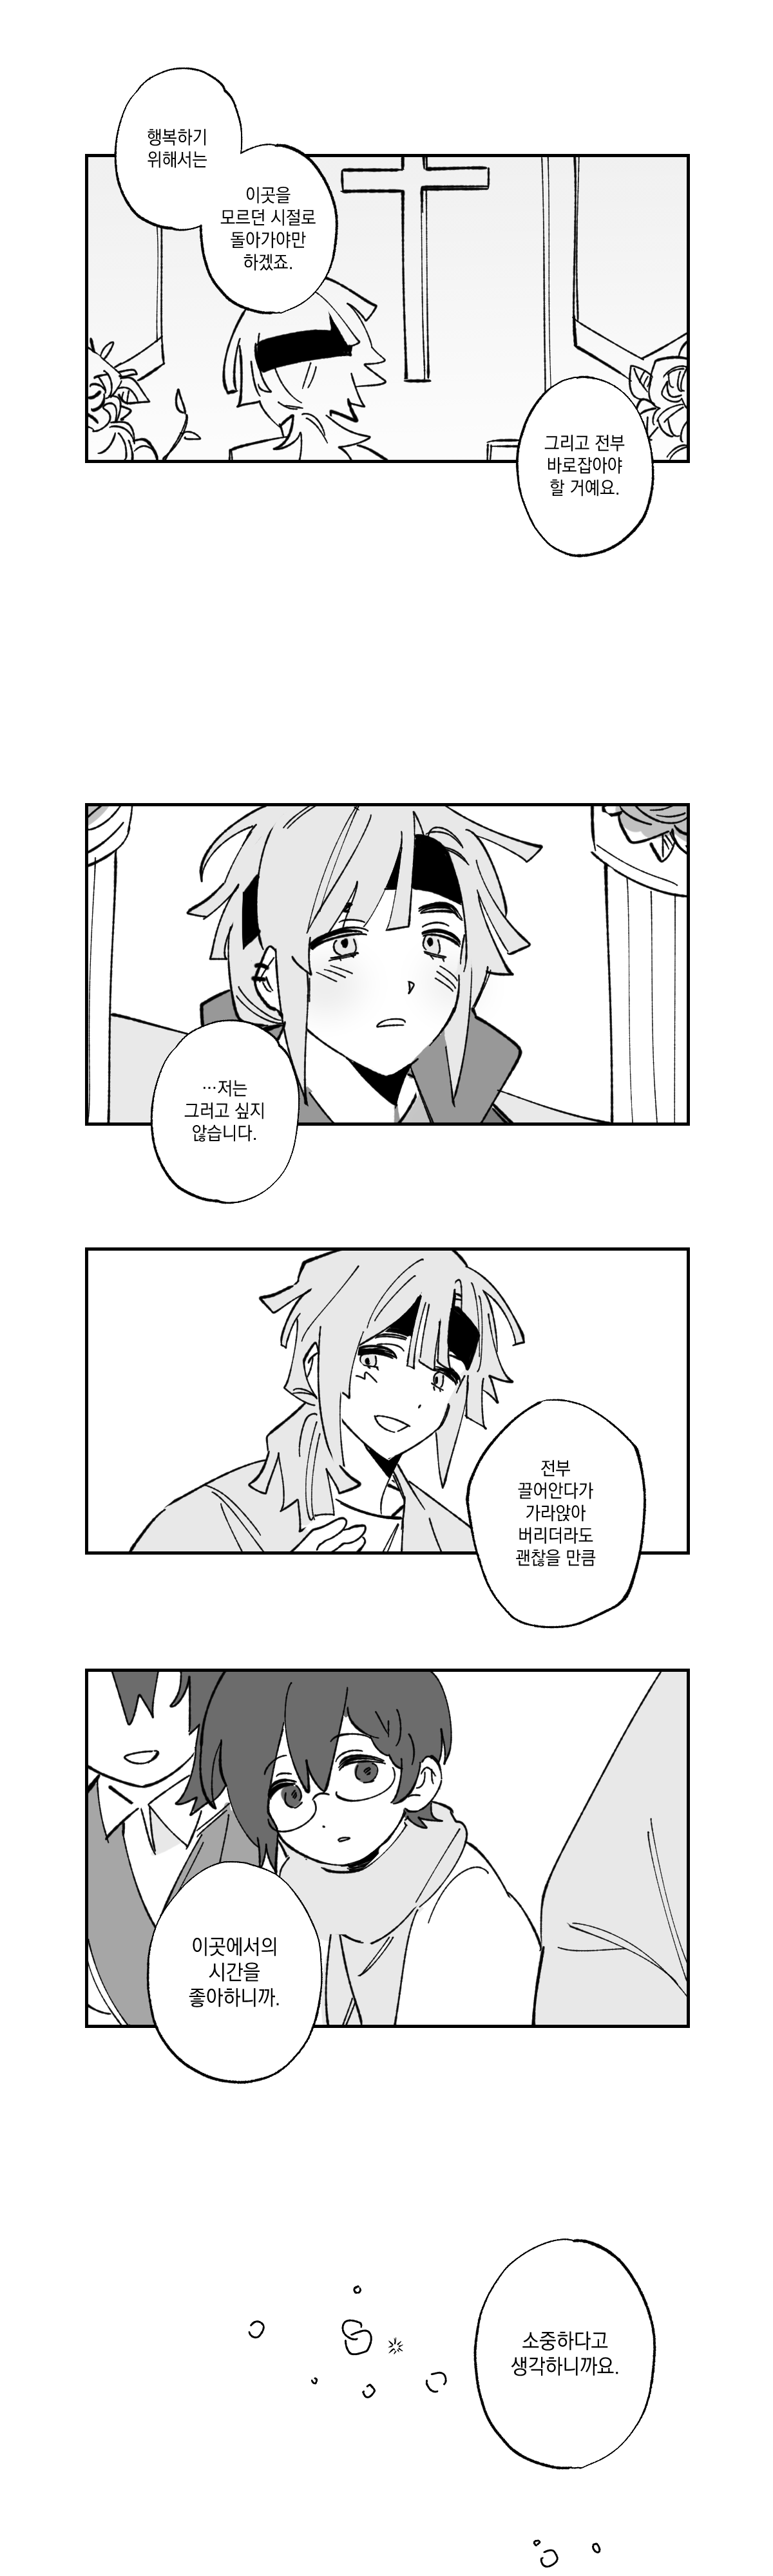 행복하기
위해서는
이곳을
모르던 시절로
돌아가야만
하겠죠.
그리고 전부
바로잡아야
할 거예요.
…저는
그러고 싶지
않습니다.
전부
끌어안다가
가라앉아
버리더라도
괜찮을 만큼
이곳에서의
시간을
좋아하니까.
소중하다고
생각하니까요.